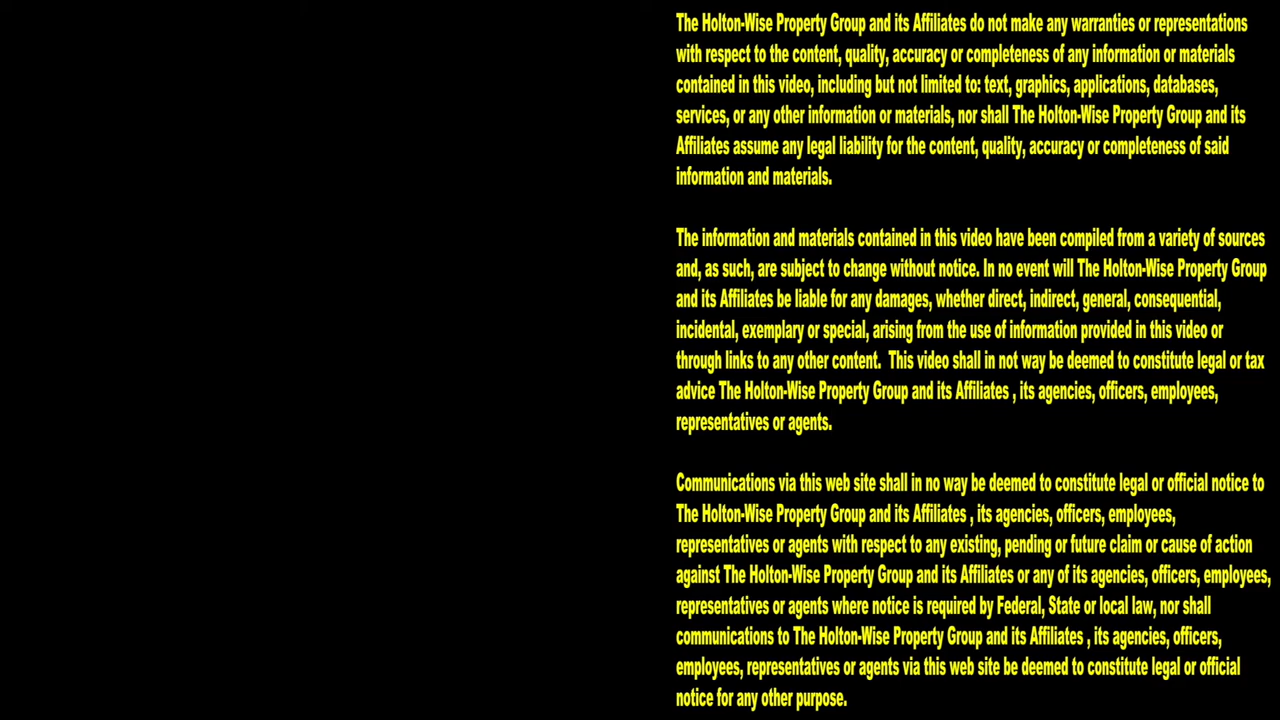 The Holton-Wise Property Group and its Affiliates do not make any warranties or representations
with respect to the content, quality, accuracy or completeness of any information or materials
contained in this video, including but not limited to: text, graphics, applications, databases,
services, or any other information or materials, nor shall The Holton-Wise Property Group and its
Affiliates assume any legal liability for the content, quality, accuracy or completeness of said
information and materials.
The information and materials contained in this video have been compiled from a variety of sources
and, as such, are subject to change without notice. In no event will The Holton-Wise Property Group
and its Affiliates be liable for any damages, whether direct, indirect, general, consequential,
incidental, exemplary or special, arising from the use of information provided in this video or
through links to any other content.  This video shall in not way be deemed to constitute legal or tax
advice The Holton-Wise Property Group and its Affiliates , its agencies, officers, employees,
representatives or agents.
Communications via this web site shall in no way be deemed to constitute legal or official notice to
The Holton-Wise Property Group and its Affiliates , its agencies, officers, employees,
representatives or agents with respect to any existing, pending or future claim or cause of action
against The Holton-Wise Property Group and its Affiliates or any of its agencies, officers, employees,
representatives or agents where notice is required by Federal, State or local law, nor shall
communications to The Holton-Wise Property Group and its Affiliates , its agencies, officers,
employees, representatives or agents via this web site be deemed to constitute legal or official
notice for any other purpose.